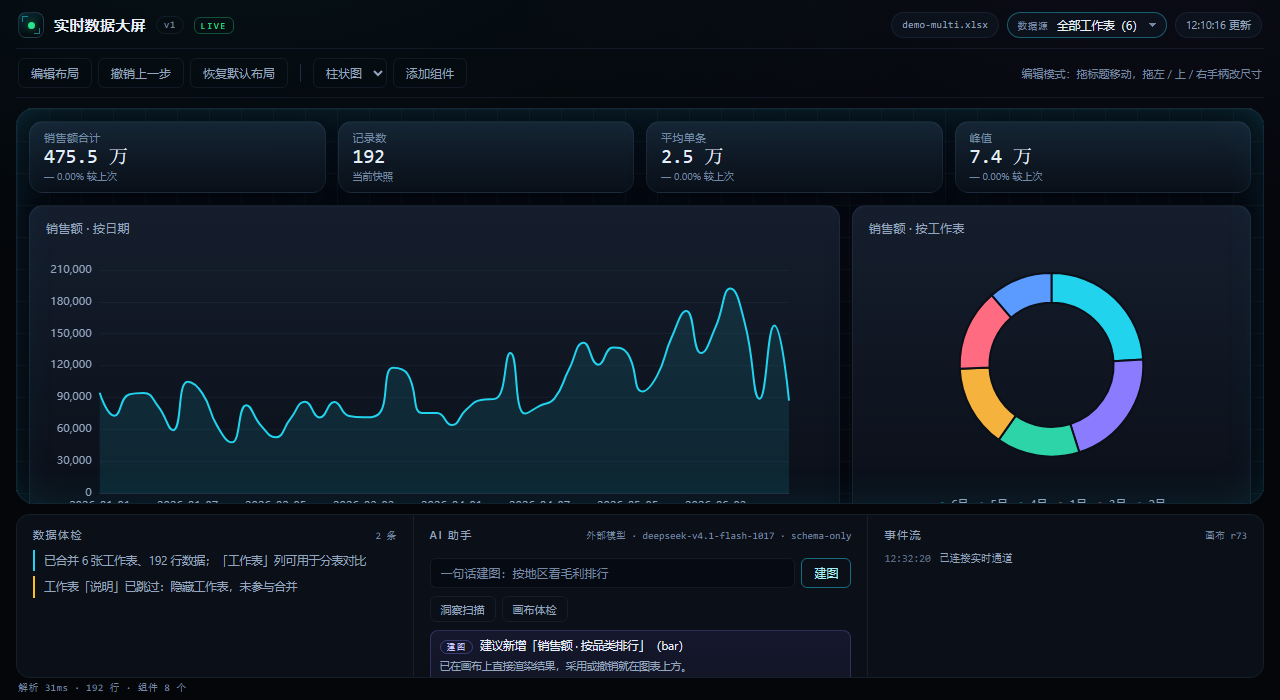 实时数据大屏 v1 LIVE demo-multi.xlsx 数据源 全部工作表 (6) 12:10:16 更新
编辑布局 撤销上一步 恢复默认布局 柱状图 添加组件 编辑模式：拖标题移动，拖左 / 上 / 右手柄改尺寸
销售额合计
475.5 万
— 0.00% 较上次
记录数
192
当前快照
平均单条
2.5 万
— 0.00% 较上次
峰值
7.4 万
— 0.00% 较上次
销售额 · 按日期
210,000
180,000
150,000
120,000
90,000
60,000
30,000
0
销售额 · 按工作表
数据体检 2 条
已合并 6 张工作表、192 行数据；「工作表」列可用于分表对比
工作表「说明」已跳过：隐藏工作表，未参与合并
AI 助手 外部模型 · deepseek-v4.1-flash-1017 · schema-only
一句话建图：按地区看毛利排行 建图
洞察扫描 画布体检
建图 建议新增「销售额 · 按品类排行」（bar）
已在画布上直接渲染结果，采用或撤销就在图表上方。
事件流 画布 r73
12:32:20 已连接实时通道
解析 31ms · 192 行 · 组件 8 个